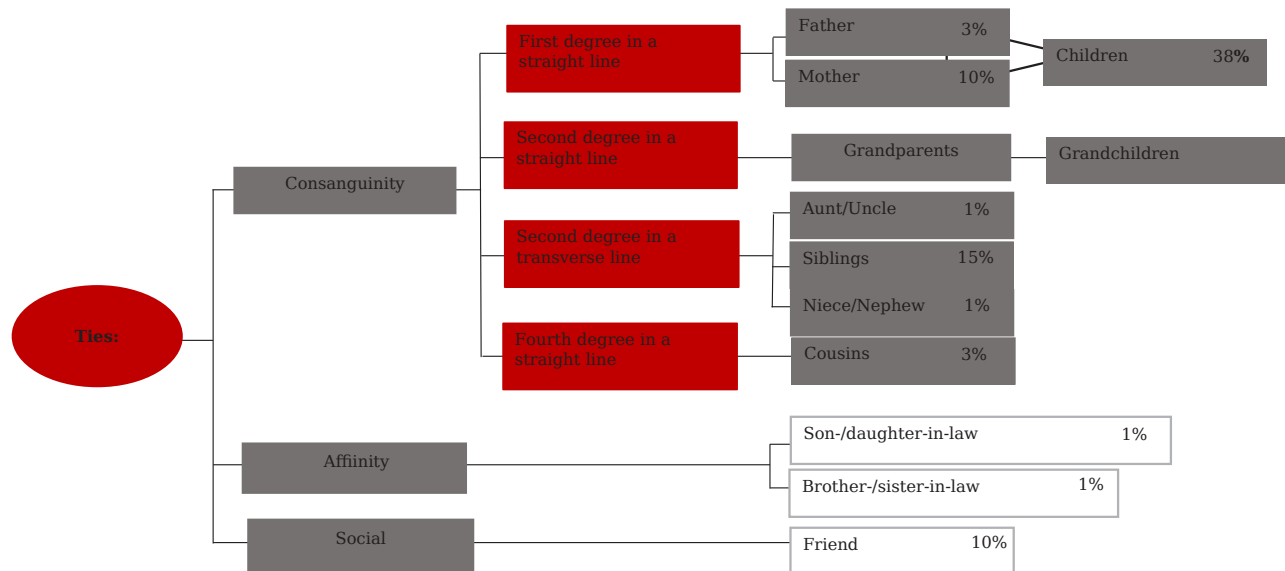 Ties:
Consanguinity
First degree in a
straight line
Father 3%
Mother 10%
Children 38%
Second degree in a
straight line
Grandparents
Grandchildren
Second degree in a
transverse line
Aunt/Uncle 1%
Siblings 15%
Niece/Nephew 1%
Fourth degree in a
straight line
Cousins 3%
Affiinity
Son-/daughter-in-law 1%
Brother-/sister-in-law 1%
Social
Friend 10%